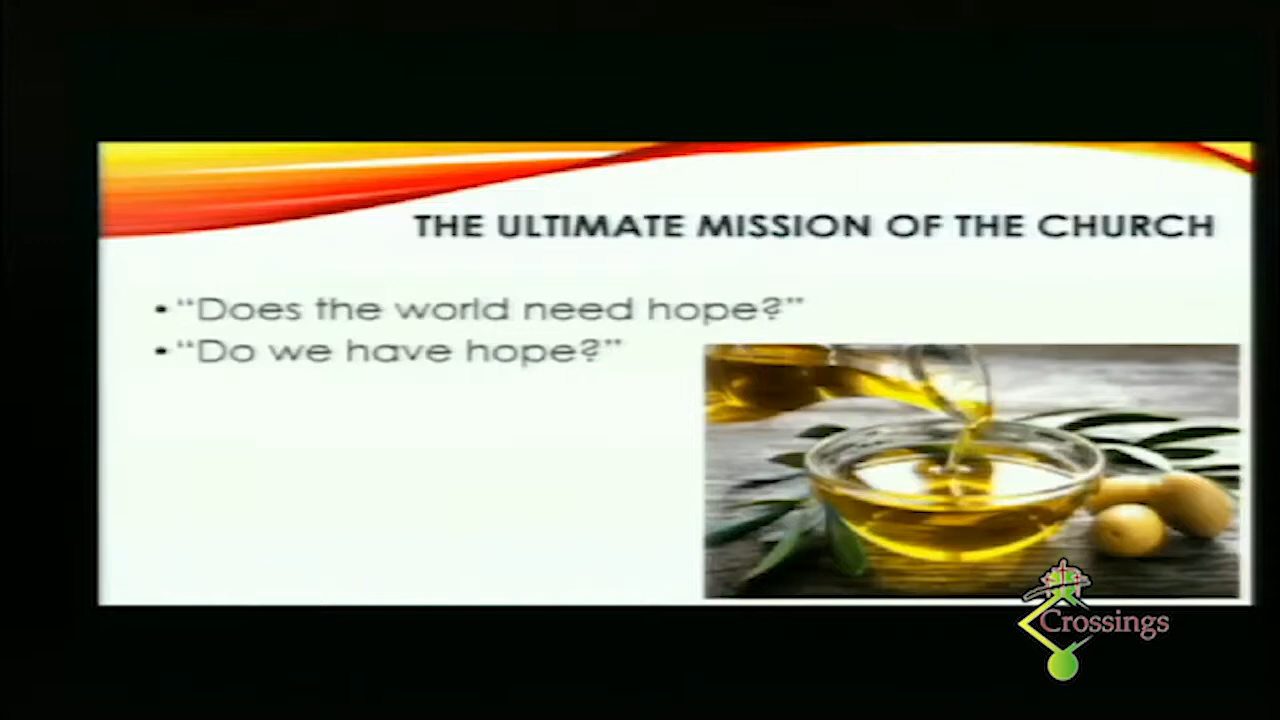 THE ULTIMATE MISSION OF THE CHURCH
• “Does the world need hope?”
• “Do we have hope?”
Crossings